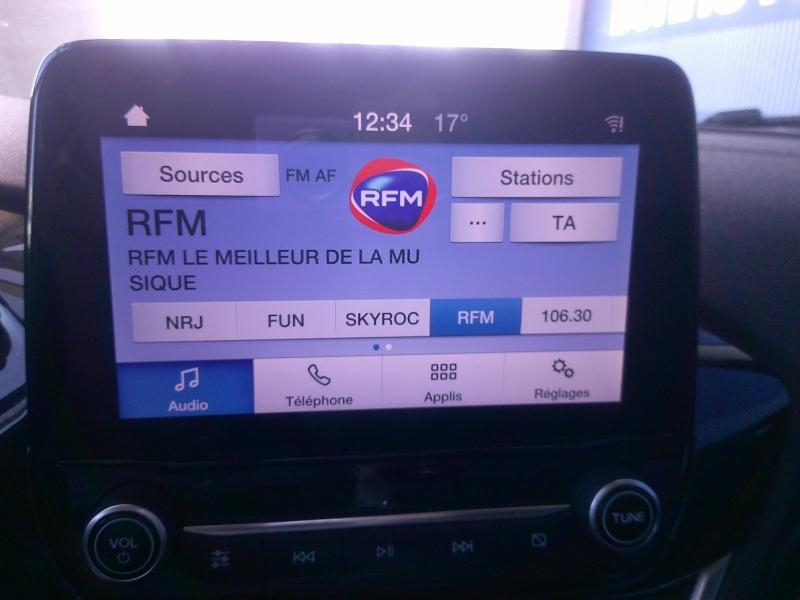 12:34 17°
Sources FM AF RFM Stations
RFM ... TA
RFM LE MEILLEUR DE LA MU
SIQUE
NRJ FUN SKYROC RFM 106.30
Audio Téléphone Applis Réglages
VOL TUNE